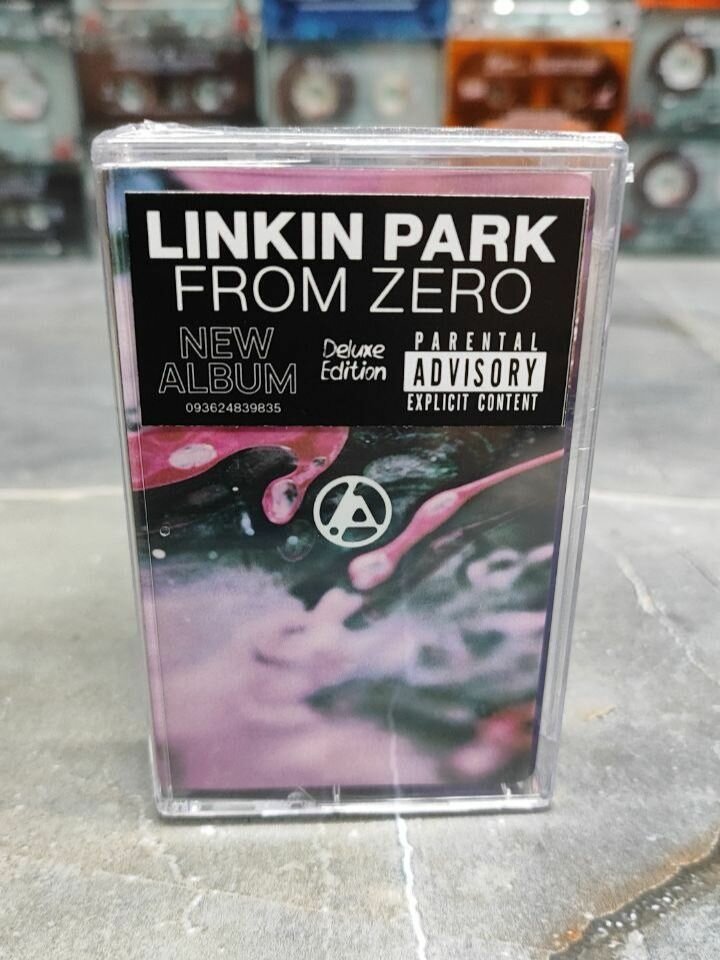 LINKIN PARK
FROM ZERO
NEW
ALBUM
093624839835
Deluxe
Edition
PARENTAL
ADVISORY
EXPLICIT CONTENT